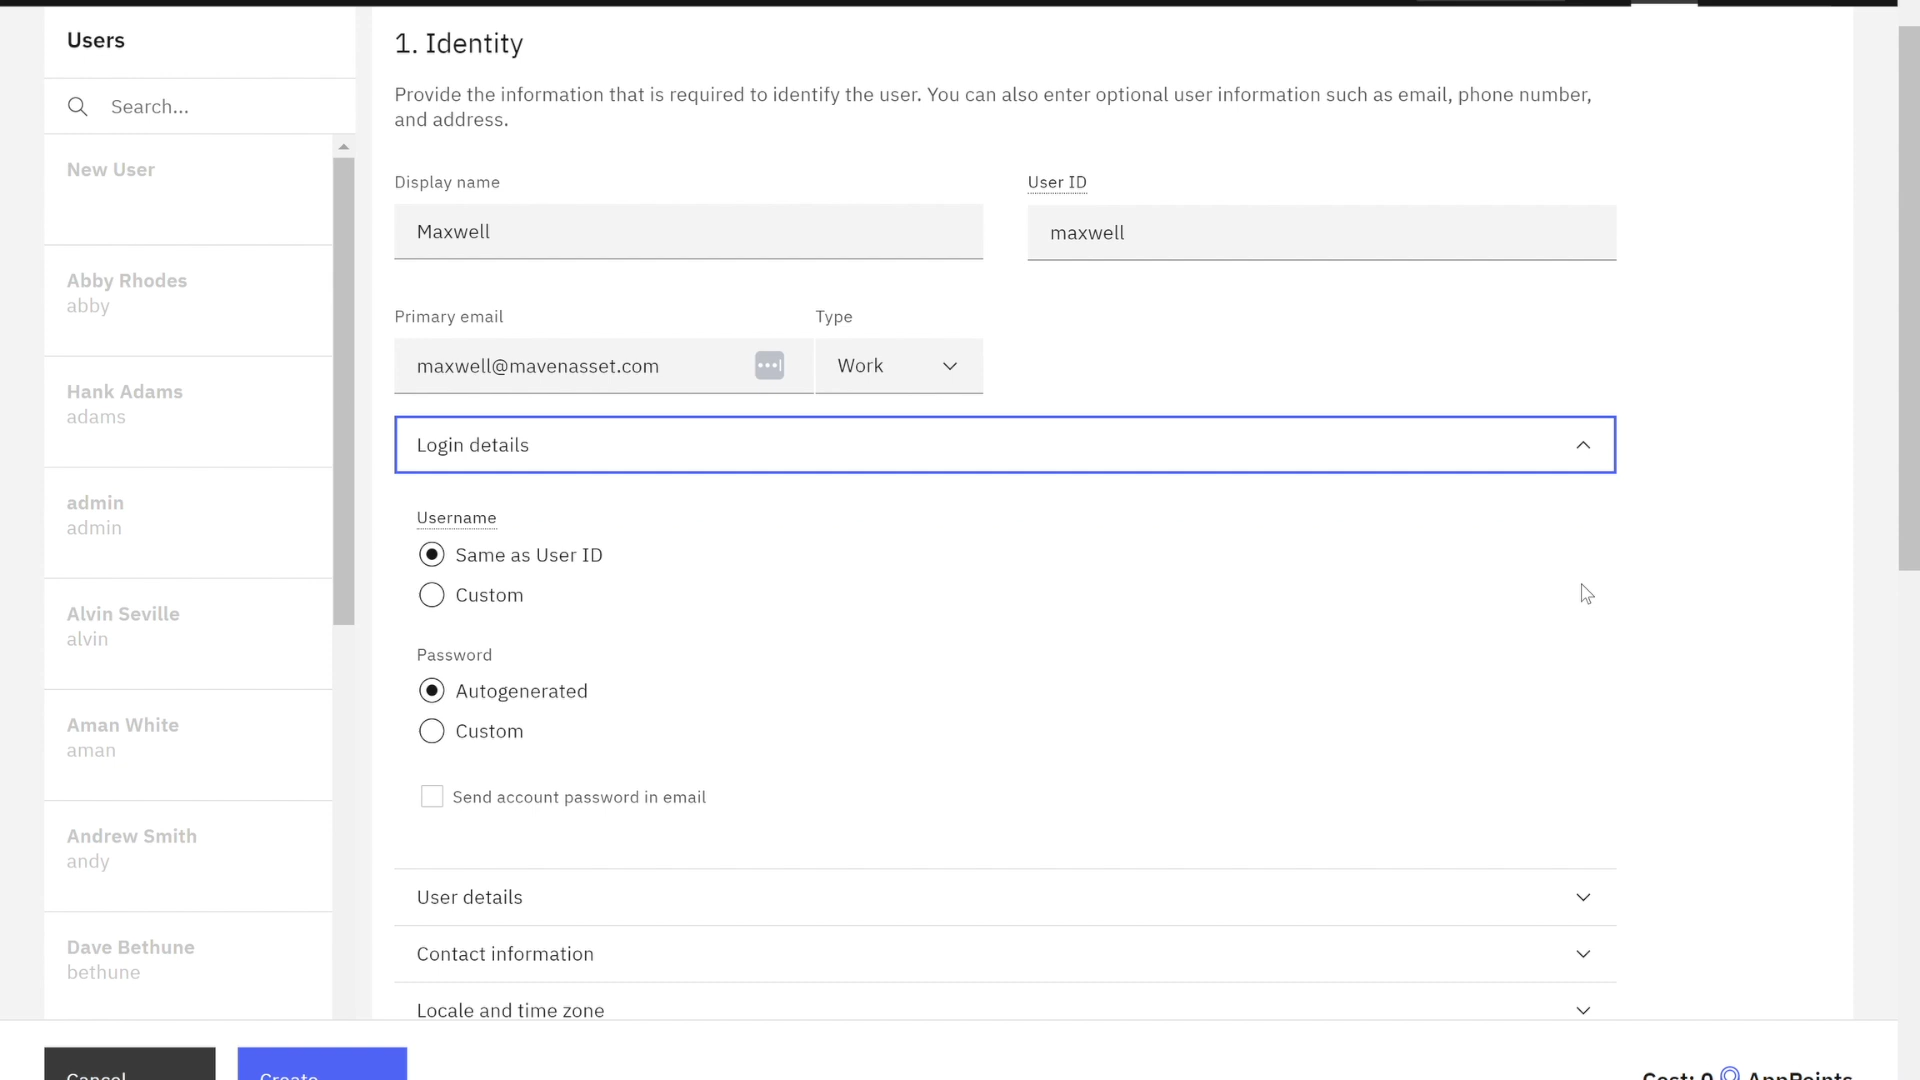 Users
Search...
New User
Abby Rhodes
abby
Hank Adams
adams
admin
admin
Alvin Seville
alvin
Aman White
aman
Andrew Smith
andy
Dave Bethune
bethune
1. Identity
Provide the information that is required to identify the user. You can also enter optional user information such as email, phone number,
and address.
Display name
User ID
Maxwell
maxwell
Primary email
Type
maxwell@mavenasset.com
Work
Login details
Username
Same as User ID
Custom
Password
Autogenerated
Custom
Send account password in email
User details
Contact information
Locale and time zone
Cancel
Create
Cost: 0 AppPoints